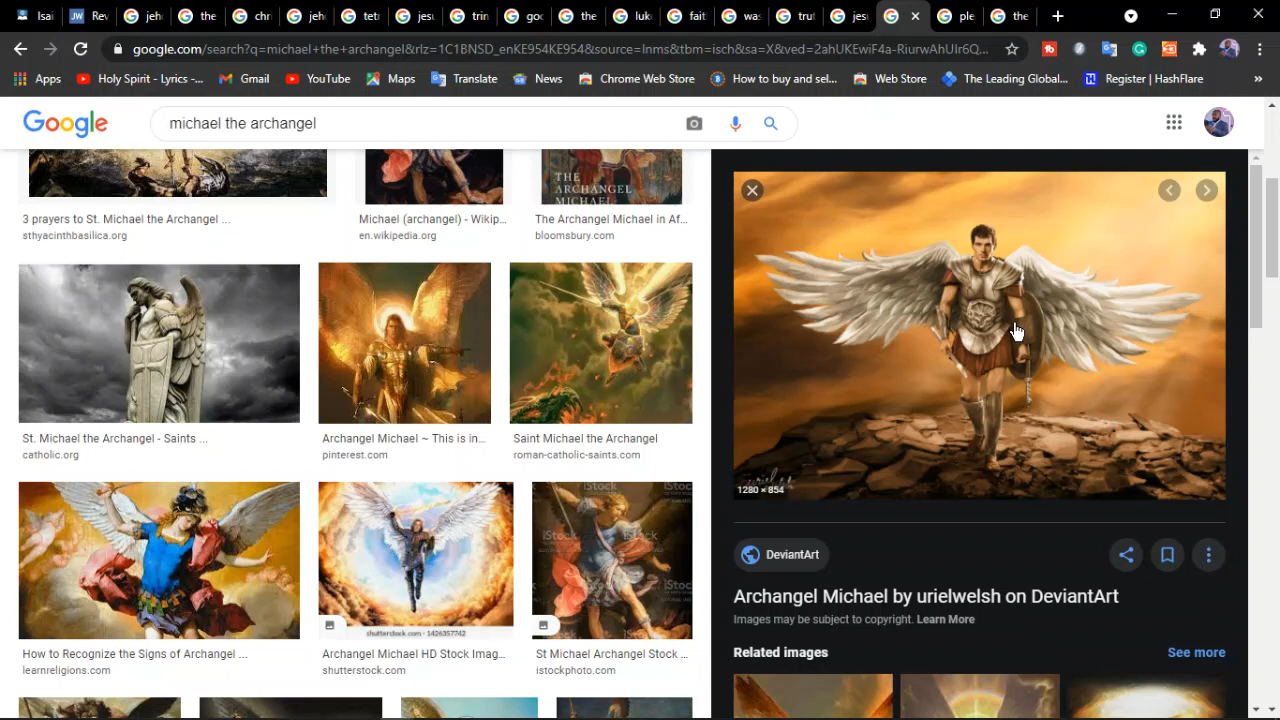 Isai
Rev
jeh
the
chr
jeh
tetr
jesu
trin
goo
the
luk
fait
wa
trut
jesu
ple
the
google.com/search?q=michael+the+archangel&rlz=1C1BNSD_enKE954KE954&source=lnms&tbm=isch&sa=X&ved=2ahUKEwiF4a-RiurwAhUIr6Q...
Apps
Holy Spirit - Lyrics -...
Gmail
YouTube
Maps
Translate
News
Chrome Web Store
How to buy and sel...
Web Store
The Leading Global...
Register | HashFlare
»
Google
michael the archangel
THE
ARCHANGEL
MICHAEL
3 prayers to St. Michael the Archangel ...
sthyacinthbasilica.org
Michael (archangel) - Wikip...
en.wikipedia.org
The Archangel Michael in Af...
bloomsbury.com
St. Michael the Archangel - Saints ...
catholic.org
Archangel Michael ~ This is in...
pinterest.com
Saint Michael the Archangel
roman-catholic-saints.com
shutterstock.com • 1426357742
iStock
iStock
iStock
How to Recognize the Signs of Archangel ...
learnreligions.com
Archangel Michael HD Stock Imag...
shutterstock.com
St Michael Archangel Stock ...
istockphoto.com
1280 × 854
DeviantArt
Archangel Michael by urielwelsh on DeviantArt
Images may be subject to copyright. Learn More
Related images
See more